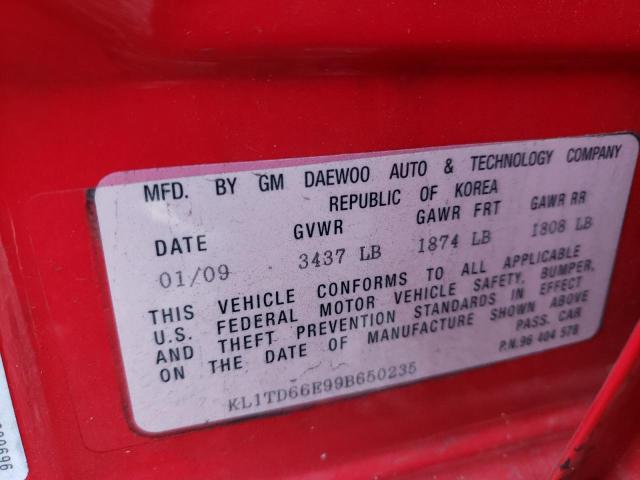 MFD. BY GM DAEWOO AUTO & TECHNOLOGY COMPANY
REPUBLIC OF KOREA
DATE GVWR GAWR FRT GAWR RR
01/09 3437 LB 1874 LB 1808 LB
THIS VEHICLE CONFORMS TO ALL APPLICABLE
U.S. FEDERAL MOTOR VEHICLE SAFETY, BUMPER,
AND THEFT PREVENTION STANDARDS IN EFFECT
ON THE DATE OF MANUFACTURE SHOWN ABOVE
PASS. CAR
KL1TD66E99B650235 P.N. 96 404 578